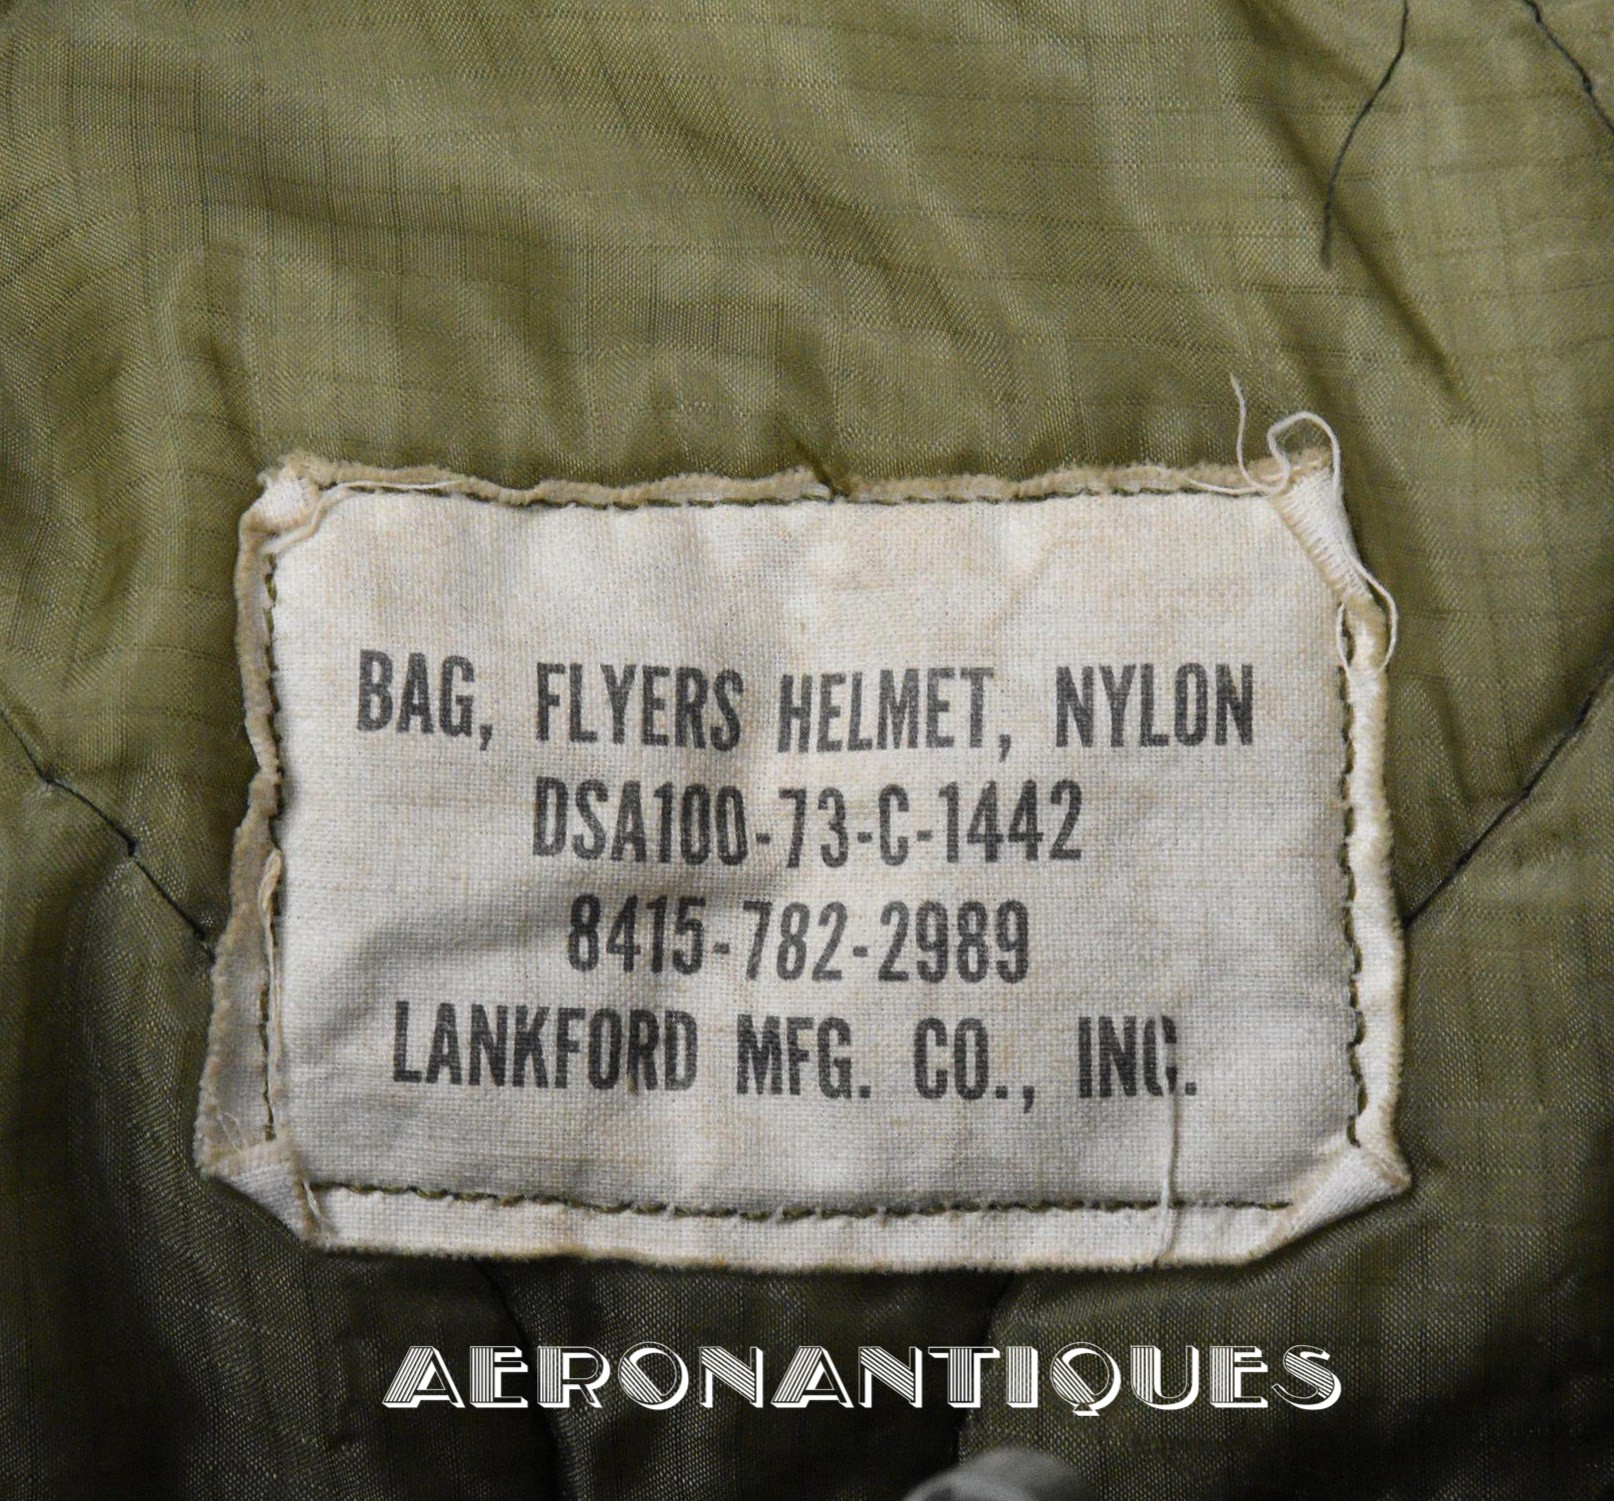 BAG, FLYERS HELMET, NYLON
DSA100-73-C-1442
8415-782-2989
LANKFORD MFG. CO., INC.
AERONANTIQUES